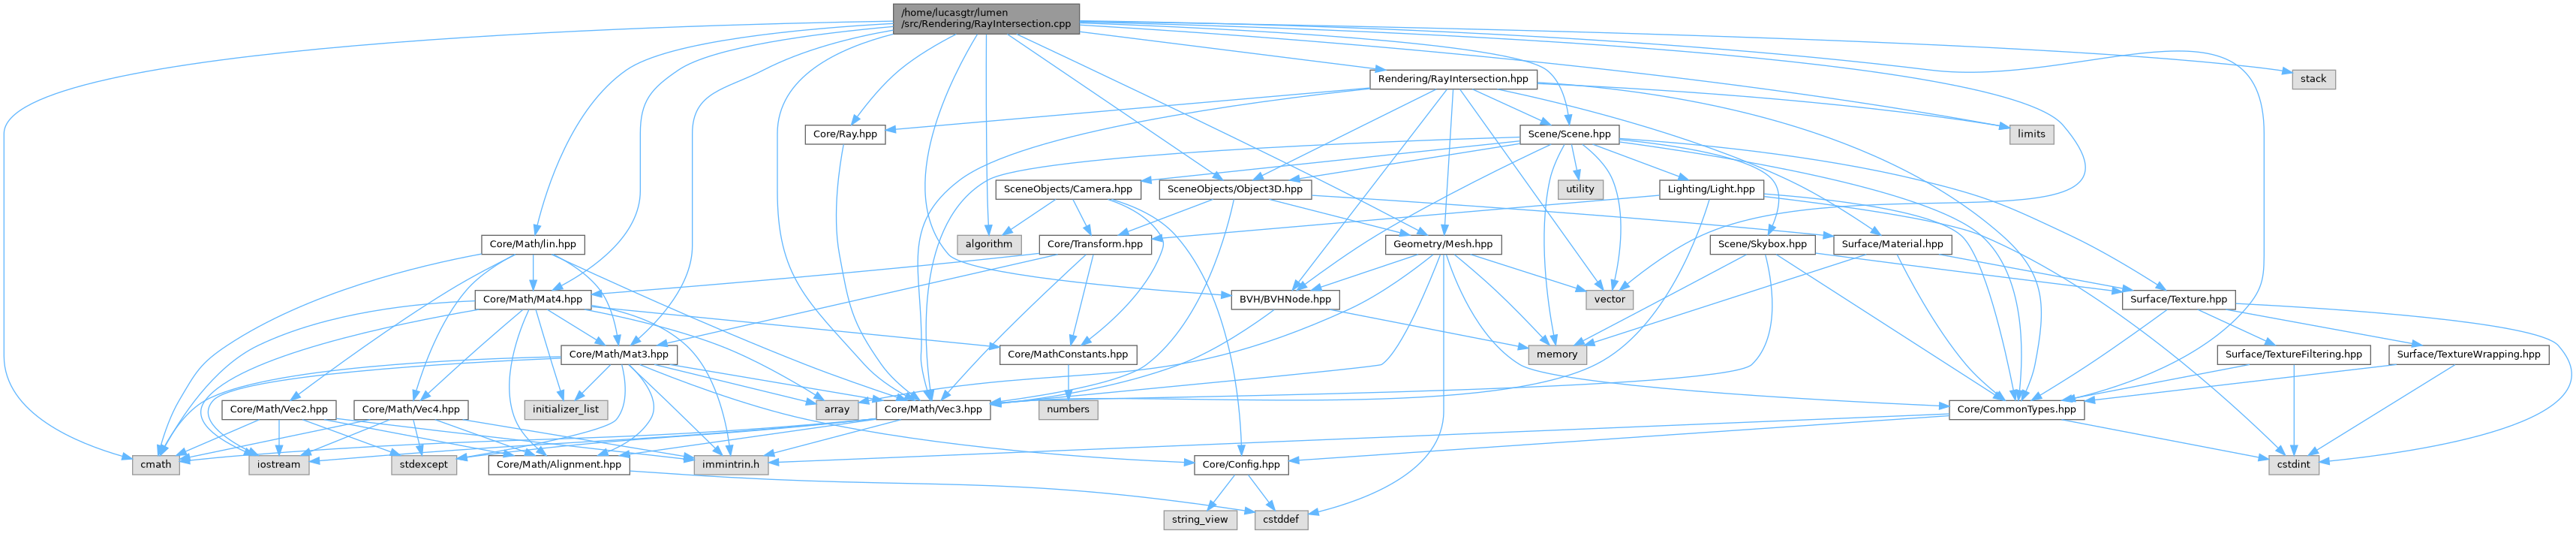 /home/lucasgtr/lumen
/src/Rendering/RayIntersection.cpp
Rendering/RayIntersection.hpp
stack
Core/Ray.hpp
Scene/Scene.hpp
limits
SceneObjects/Camera.hpp
SceneObjects/Object3D.hpp
utility
Lighting/Light.hpp
Core/Math/lin.hpp
algorithm
Core/Transform.hpp
Geometry/Mesh.hpp
Scene/Skybox.hpp
Surface/Material.hpp
Core/Math/Mat4.hpp
BVH/BVHNode.hpp
vector
Surface/Texture.hpp
Core/Math/Mat3.hpp
Core/MathConstants.hpp
memory
Surface/TextureFiltering.hpp
Surface/TextureWrapping.hpp
Core/Math/Vec2.hpp
Core/Math/Vec4.hpp
initializer_list
array
Core/Math/Vec3.hpp
numbers
Core/CommonTypes.hpp
cmath
iostream
stdexcept
Core/Math/Alignment.hpp
immintrin.h
Core/Config.hpp
cstdint
string_view
cstddef